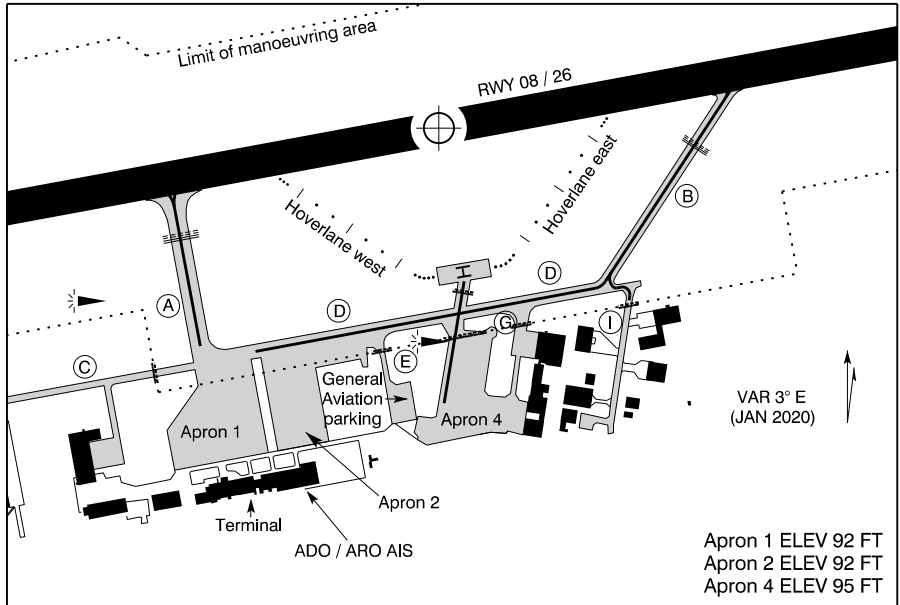 Limit of manoeuvring area
RWY 08 / 26
Hoverlane west
Hoverlane east
B
H
D
A
D
G
I
C
E
General
Aviation
parking
VAR 3° E
(JAN 2020)
Apron 1
Apron 4
Apron 2
Terminal
ADO / ARO AIS
Apron 1 ELEV 92 FT
Apron 2 ELEV 92 FT
Apron 4 ELEV 95 FT